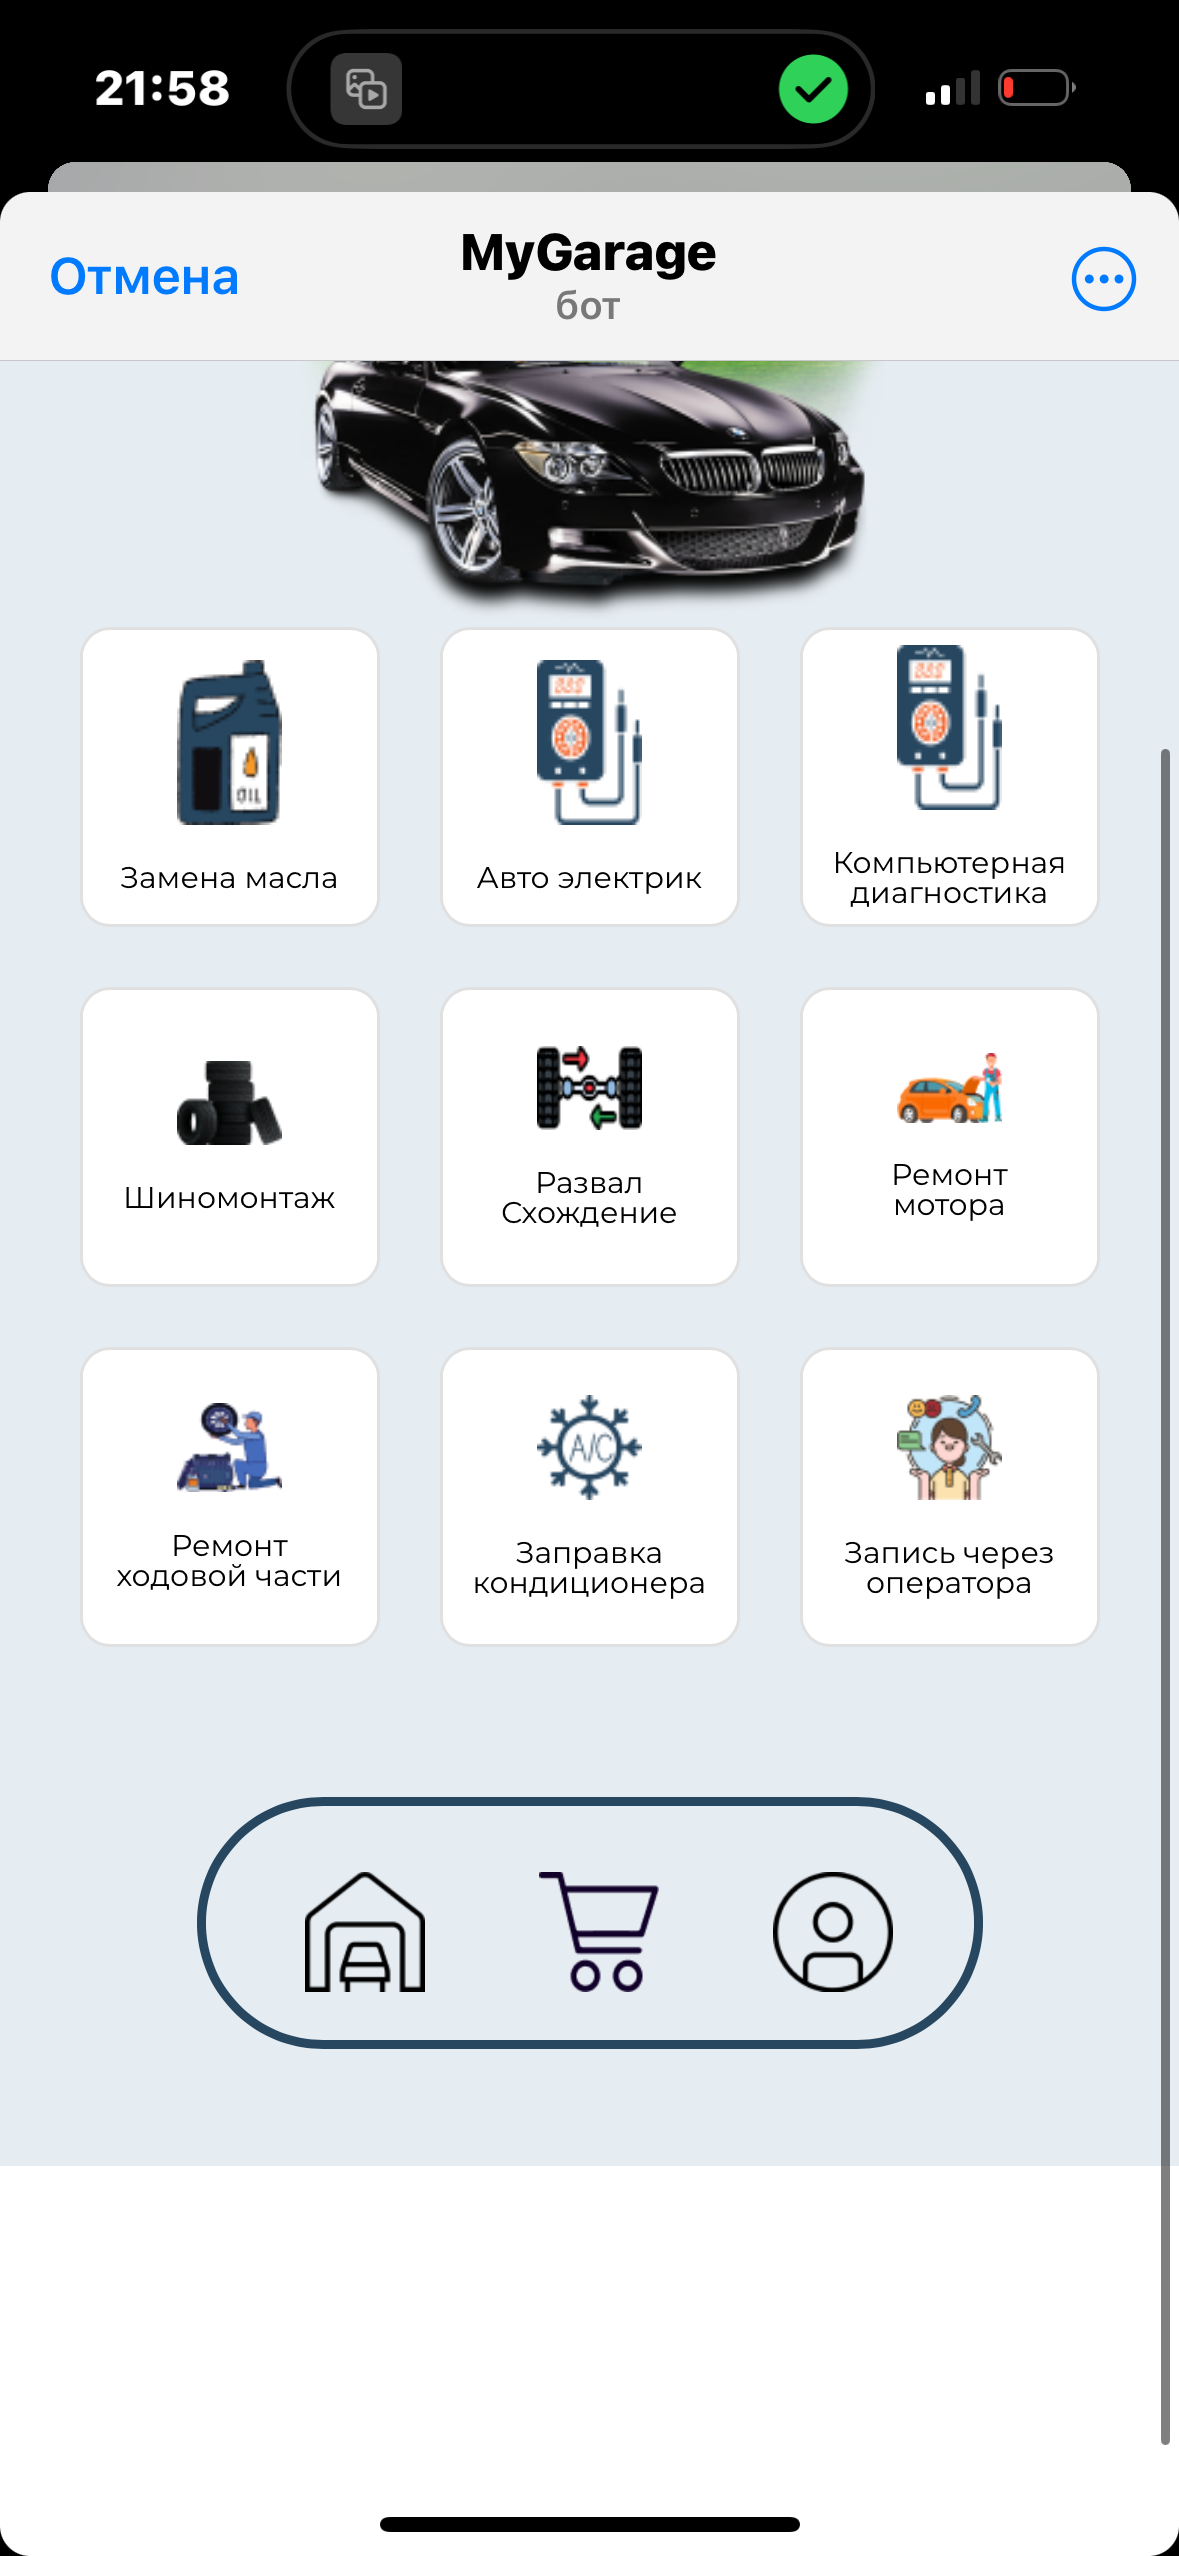 21:58
Отмена
MyGarage
бот
OIL
Замена масла
Авто электрик
Компьютерная
диагностика
Шиномонтаж
Развал
Схождение
Ремонт
мотора
Ремонт
ходовой части
A/C
Заправка
кондиционера
Запись через
оператора